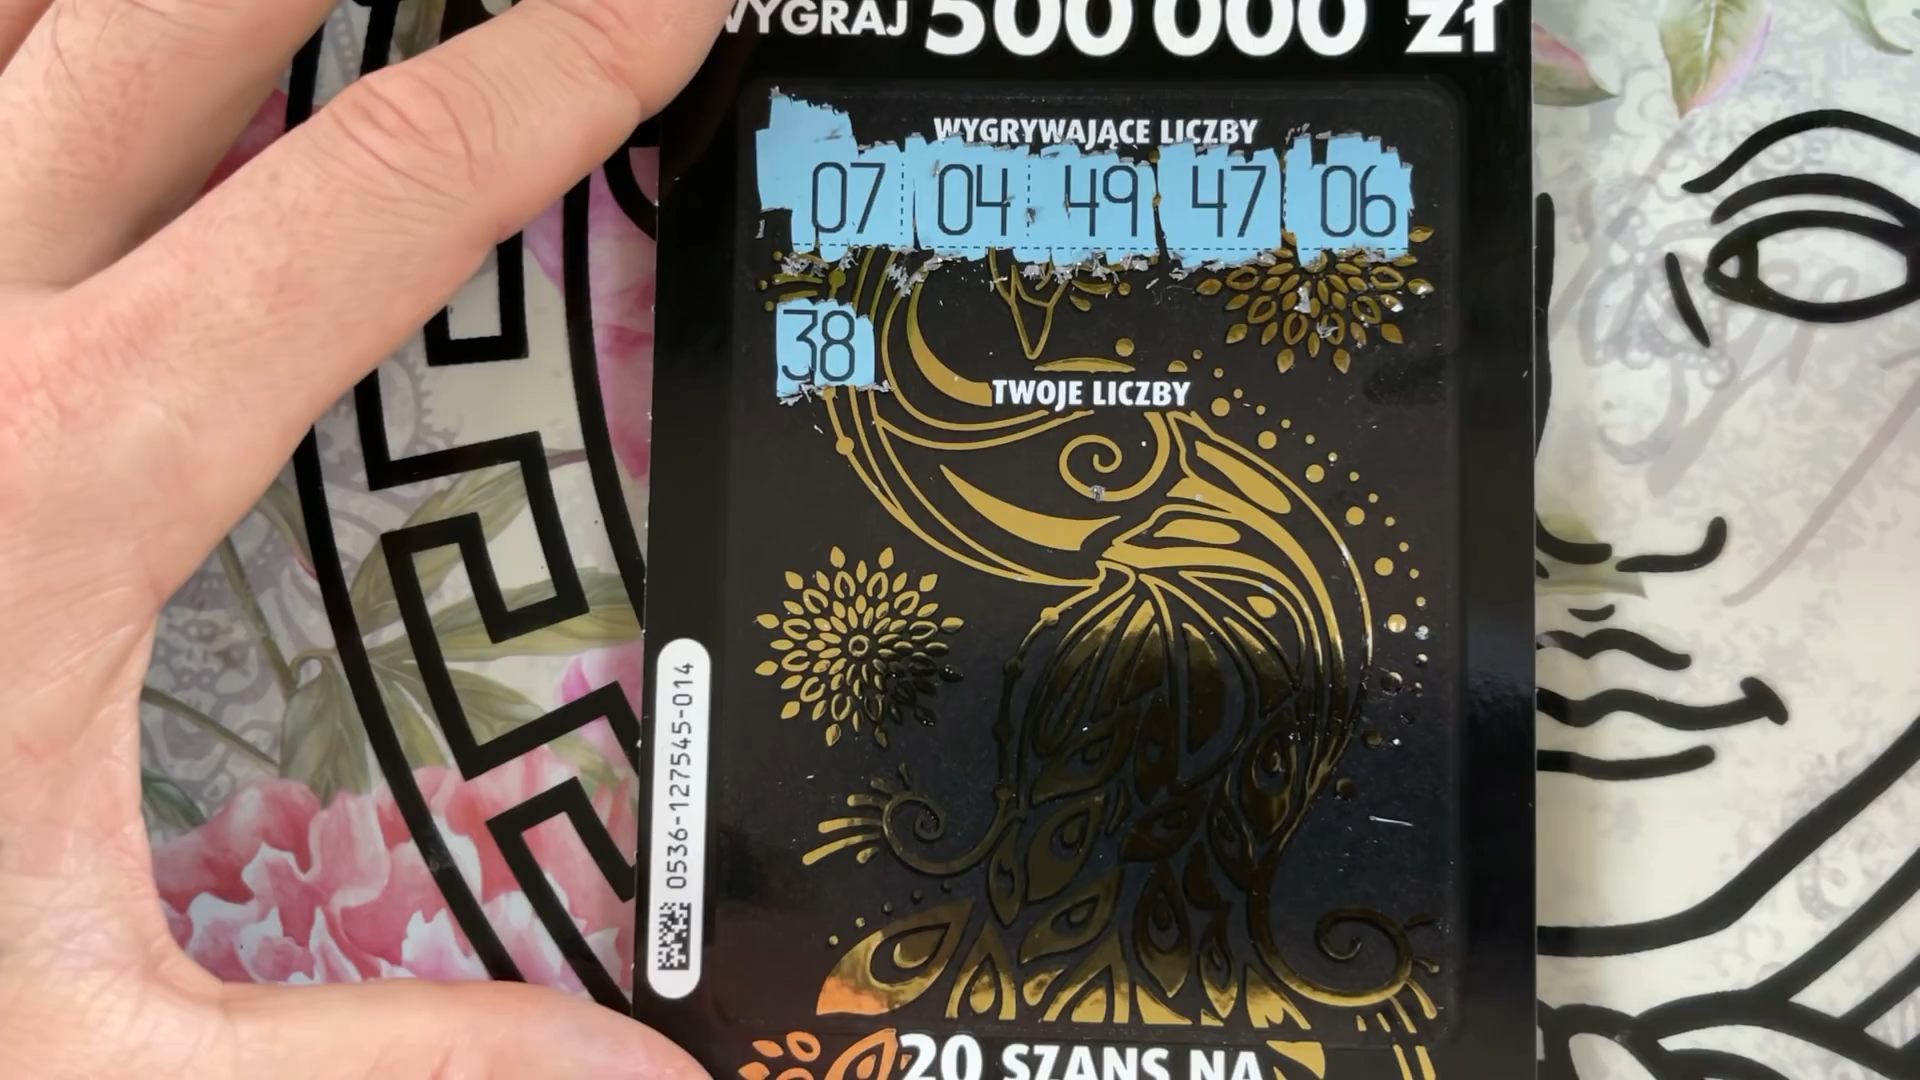 WYGRAJ 500 000 zł
WYGRYWAJĄCE LICZBY
07 04 49 47 06
38
TWOJE LICZBY
0536-127545-014
20 SZANS NA